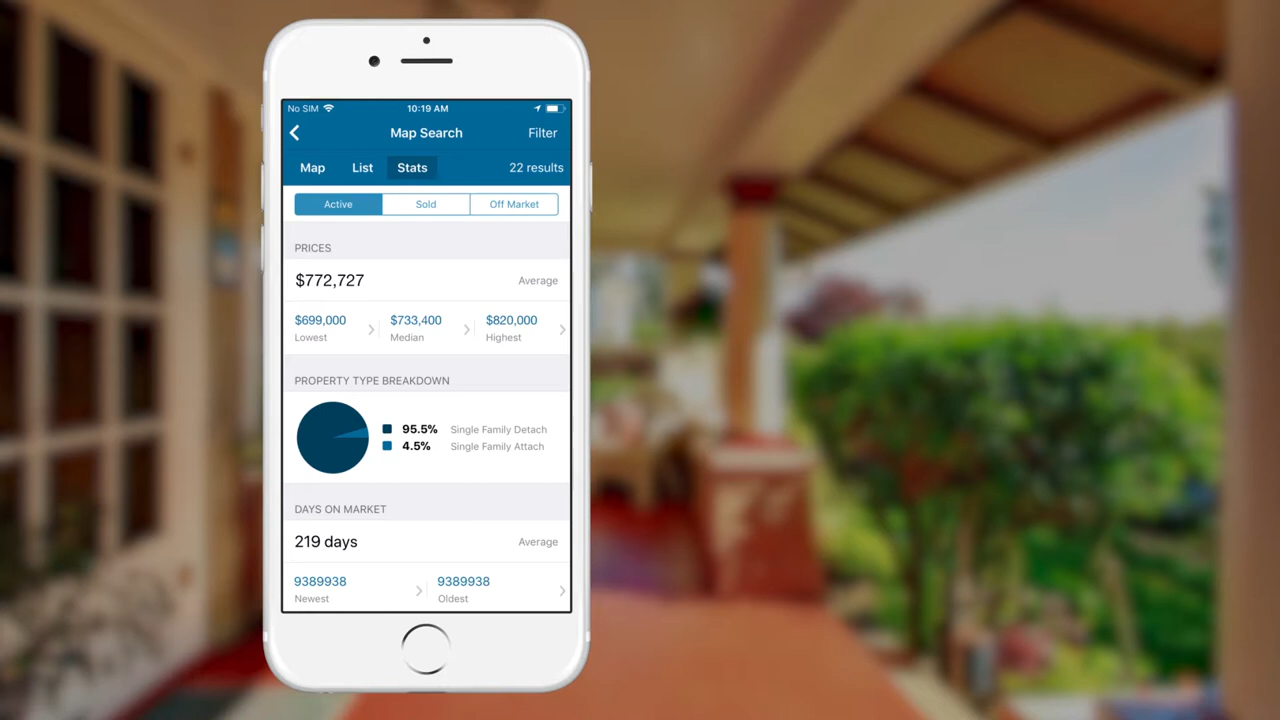 No SIM 10:19 AM
Map Search Filter
Map List Stats 22 results
Active Sold Off Market
PRICES
$772,727 Average
$699,000 $733,400 $820,000
Lowest Median Highest
PROPERTY TYPE BREAKDOWN
95.5% Single Family Detach
4.5% Single Family Attach
DAYS ON MARKET
219 days Average
9389938 9389938
Newest Oldest